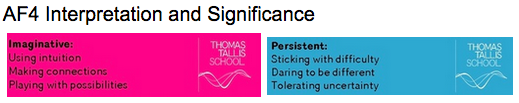 AF4 Interpretation and Significance
Imaginative:
Using intuition
Making connections
Playing with possibilities
THOMAS
TALLIS
SCHOOL
Persistent:
Sticking with difficulty
Daring to be different
Tolerating uncertainty
THOMAS
TALLIS
SCHOOL